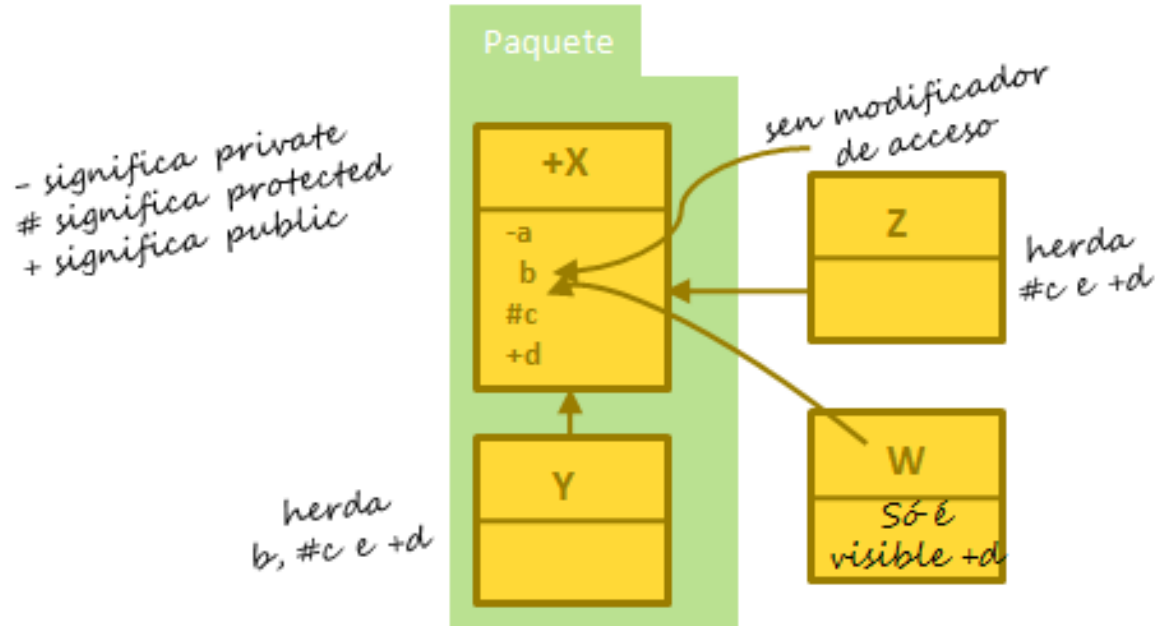 Paquete
- significa private
# significa protected
+ significa public
+X
-a
b
#c
+d
sen modificador
de acceso
Z
herda
#c e +d
Y
herda
b, #c e +d
W
Só é
visible +d